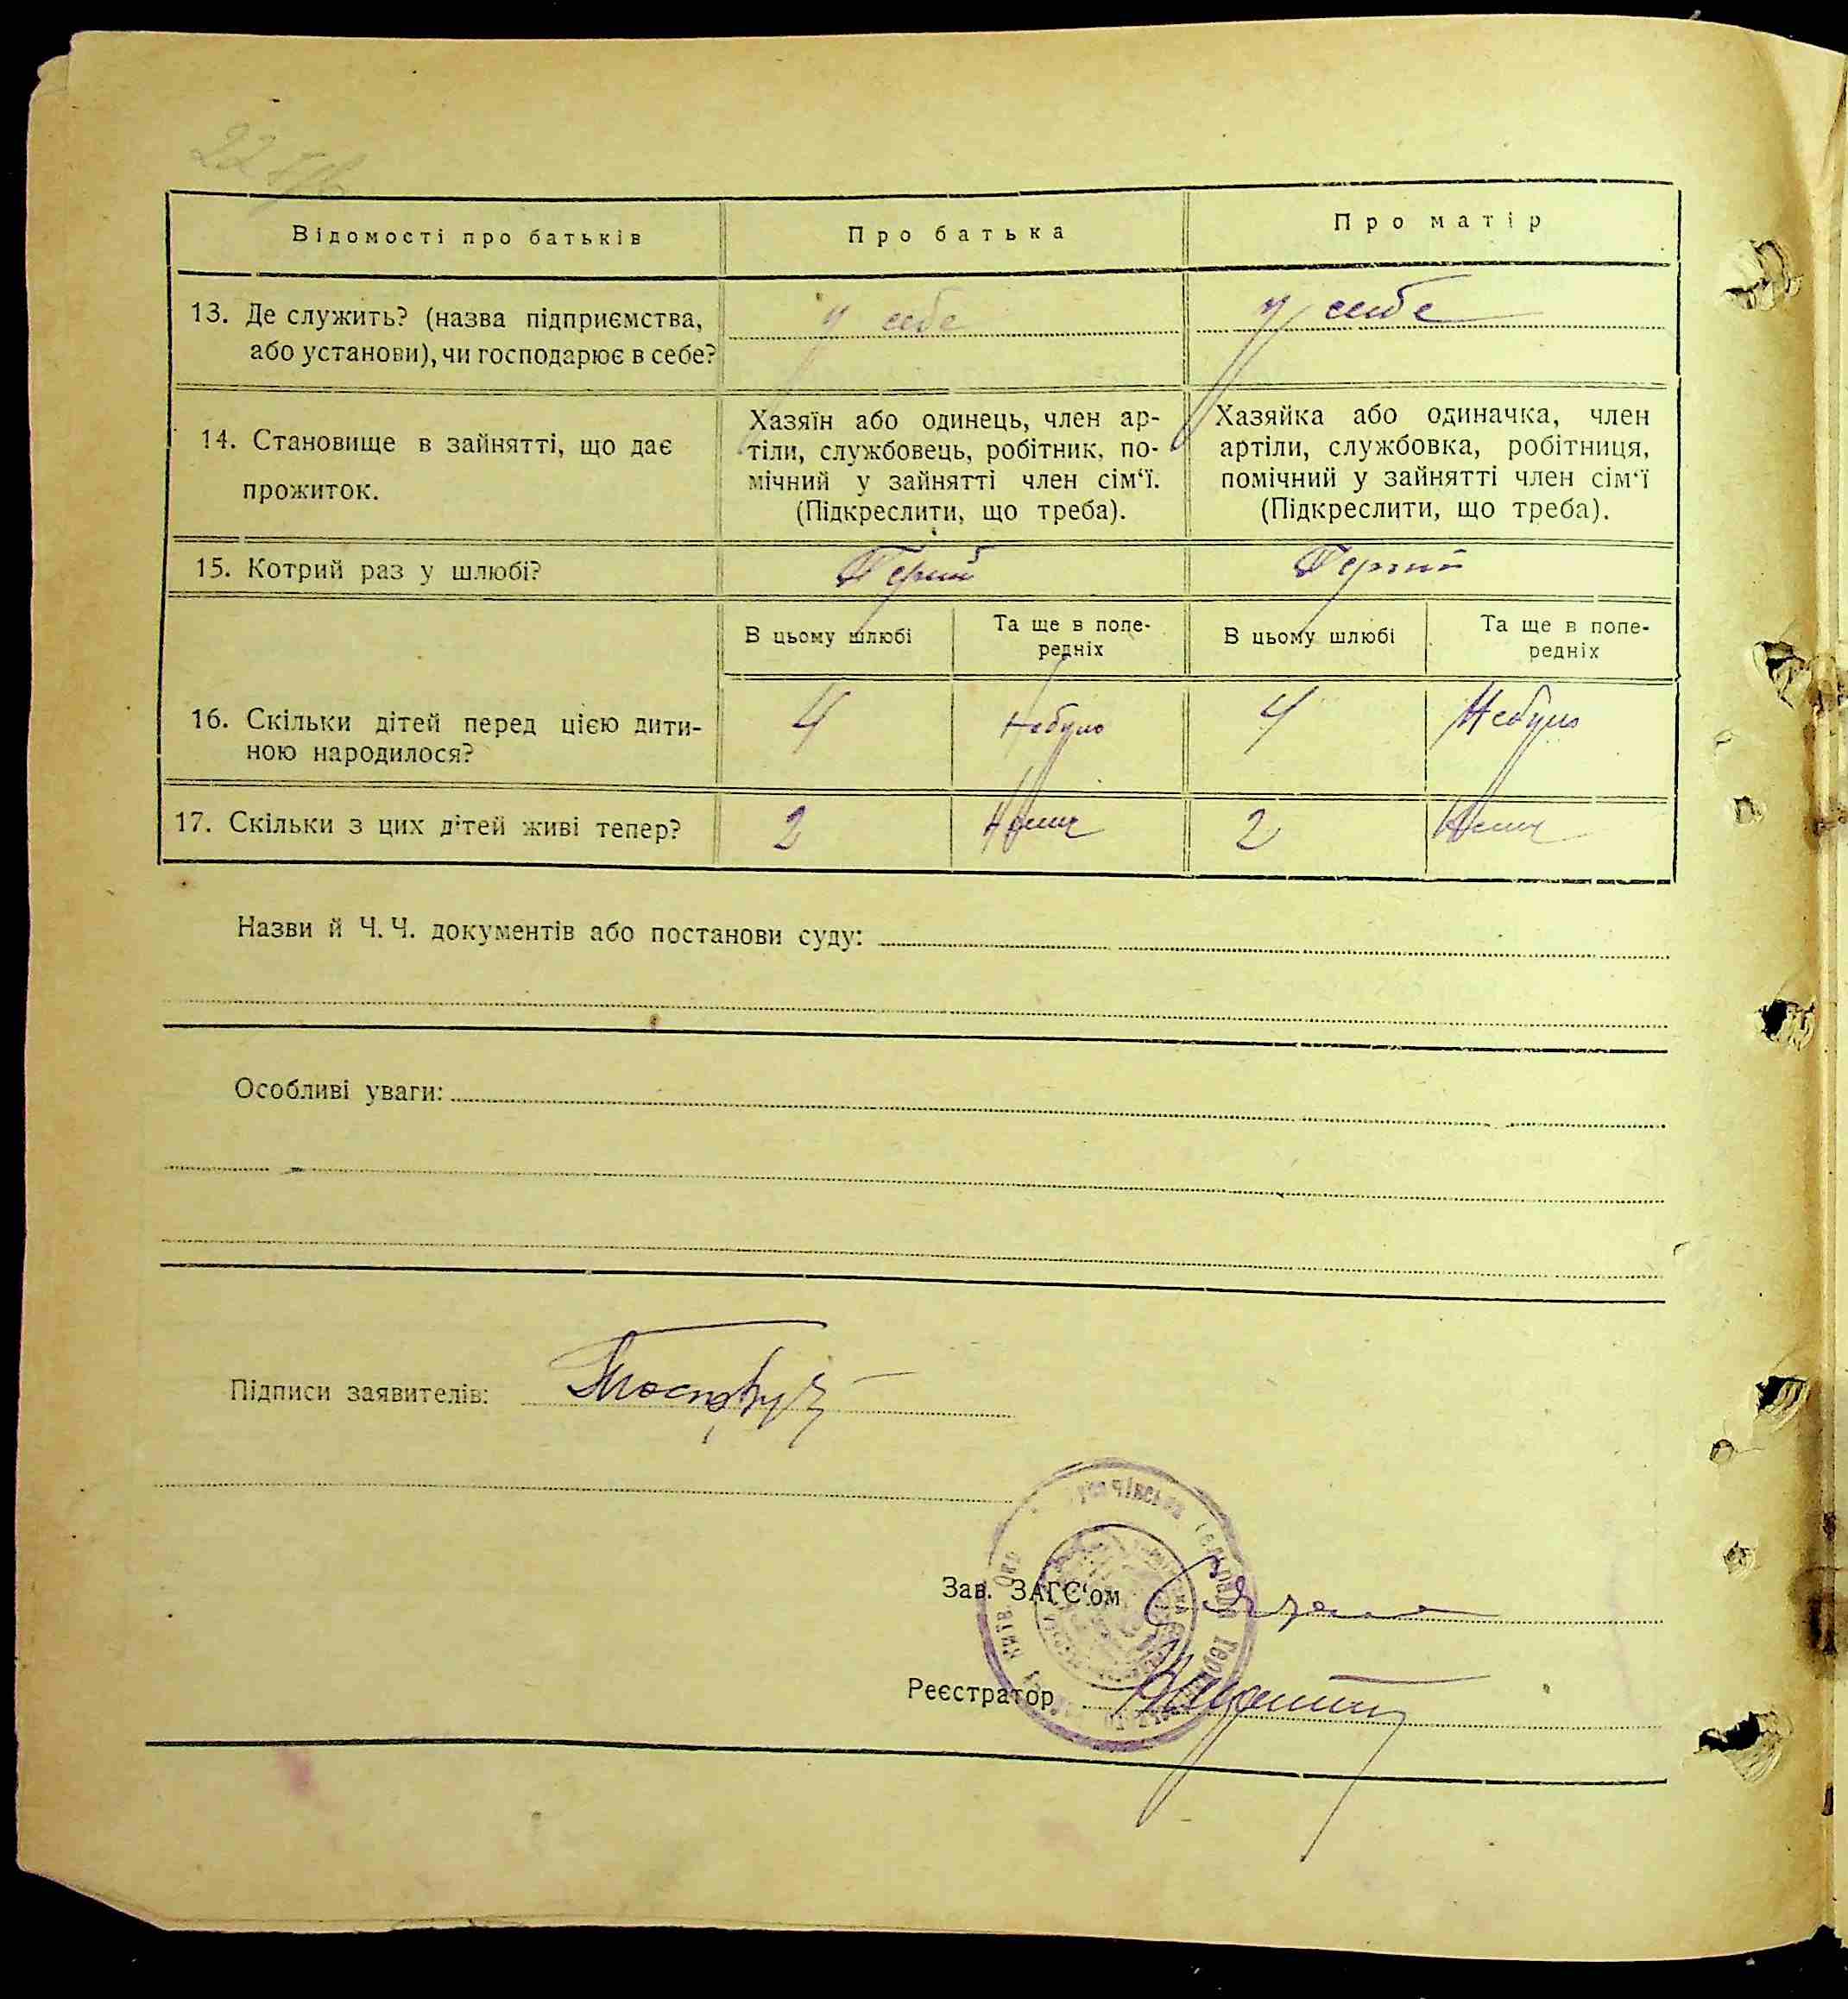 22
Відомості про батьків
Про батька
Про матір
13. Де служить? (назва підприємства,
або установи), чи господарює в себе?
у себе
у себе
14. Становище в зайнятті, що дає
прожиток.
Хазяїн або одинець, член ар-
тіли, службовець, робітник, по-
мічний у зайнятті член сім‘ї.
(Підкреслити, що треба).
Хазяйка або одиначка, член
артіли, службовка, робітниця,
помічний у зайнятті член сім‘ї
(Підкреслити, що треба).
15. Котрий раз у шлюбі?
В цьому шлюбі
Та ще в попе-
редніх
В цьому шлюбі
Та ще в попе-
редніх
16. Скільки дітей перед цією дити-
ною народилося?
4
Небуло
4
Небуло
17. Скільки з цих дітей живі тепер?
2
2
Назви й Ч. Ч. документів або постанови суду:
Особливі уваги:
Підписи заявителів:
Зав. ЗАГС‘ом
Реєстратор